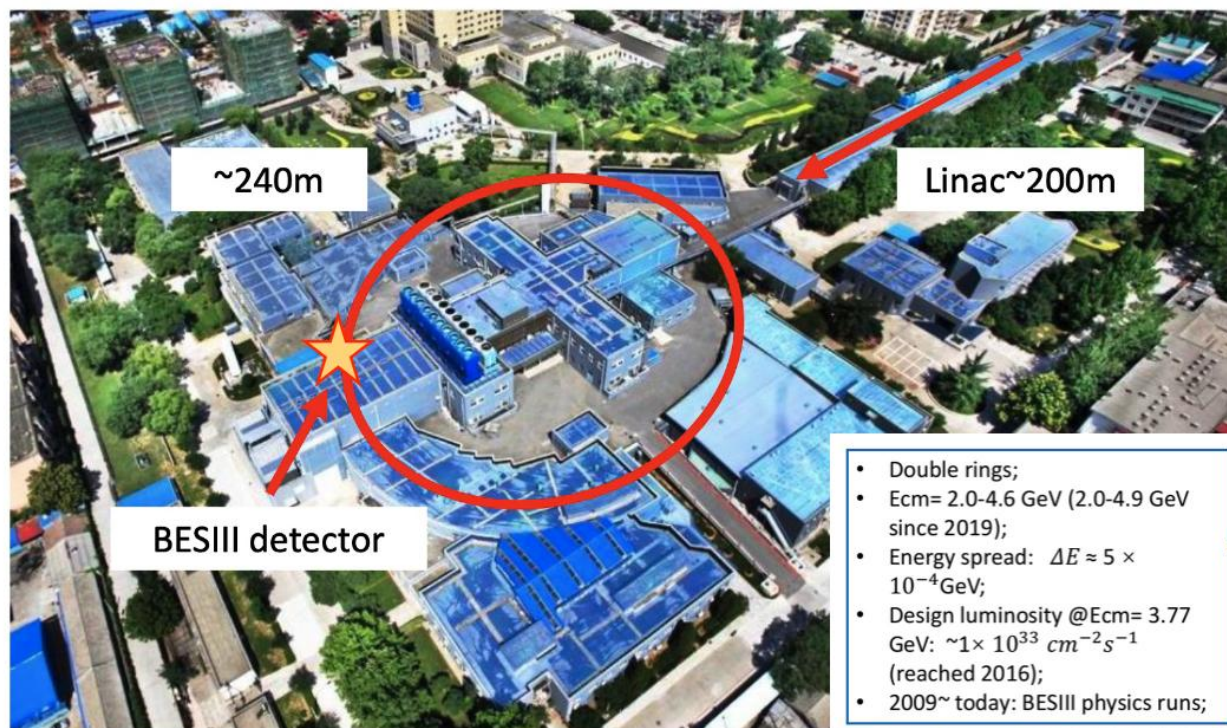 ~240m
Linac~200m
BESIII detector
• Double rings;
• Ecm= 2.0-4.6 GeV (2.0-4.9 GeV
since 2019);
• Energy spread: ΔE ≈ 5 ×
10⁻⁴GeV;
• Design luminosity @Ecm= 3.77
GeV: ~1× 10³³ cm⁻²s⁻¹
(reached 2016);
• 2009~ today: BESIII physics runs;